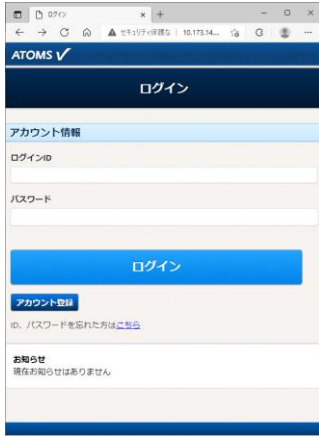 ログイン
セキュリティ保護なし | 10.173.14...
ATOMS
ログイン
アカウント情報
ログインID
パスワード
ログイン
アカウント登録
ID、パスワードを忘れた方はこちら
お知らせ
現在お知らせはありません